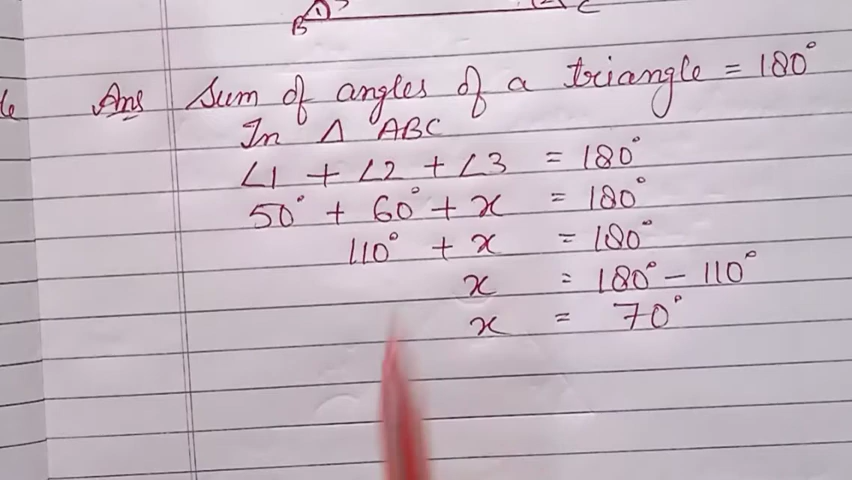 B 1 C
Ans Sum of angles of a triangle = 180°
In Δ ABC
∠1 + ∠2 + ∠3 = 180°
50° + 60° + x = 180°
110° + x = 180°
x = 180° - 110°
x = 70°